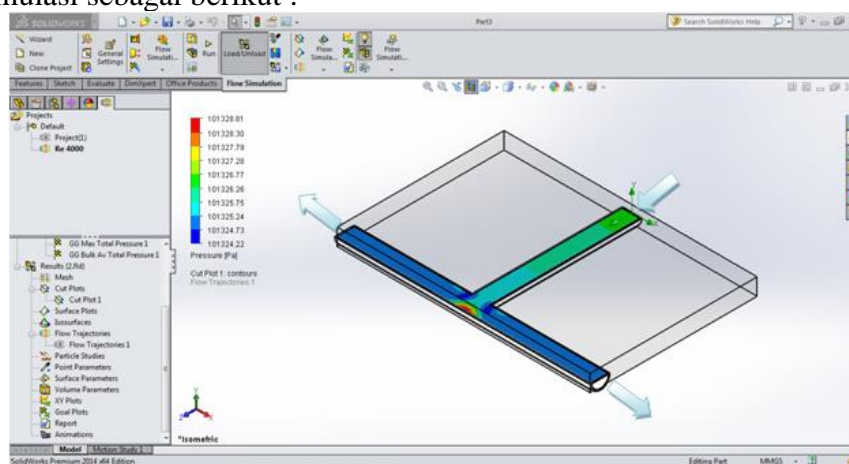 mulasi sebagai berikut :
SOLIDWORKS
Part3
Search SolidWorks Help
Wizard
New
Clone Project
General Settings
Flow Simulati...
Run
Load/Unload
Flow Simula...
Flow Simulati...
Features Sketch Evaluate DimXpert Office Products Flow Simulation
Projects
Default
Project(1)
Re 4000
GG Max Total Pressure 1
GG Bulk Av Total Pressure 1
Results (2.fld)
Mesh
Cut Plots
Cut Plot 1
Surface Plots
Isosurfaces
Flow Trajectories
Flow Trajectories 1
Particle Studies
Point Parameters
Surface Parameters
Volume Parameters
XY Plots
Goal Plots
Report
Animations
101328.81
101328.30
101327.79
101327.28
101326.77
101326.26
101325.75
101325.24
101324.73
101324.22
Pressure [Pa]
Cut Plot 1: contours
Flow Trajectories 1
Y
X
Y
Z
X
*Isometric
Model Motion Study 1
SolidWorks Premium 2014 x64 Edition
Editing Part
MMGS